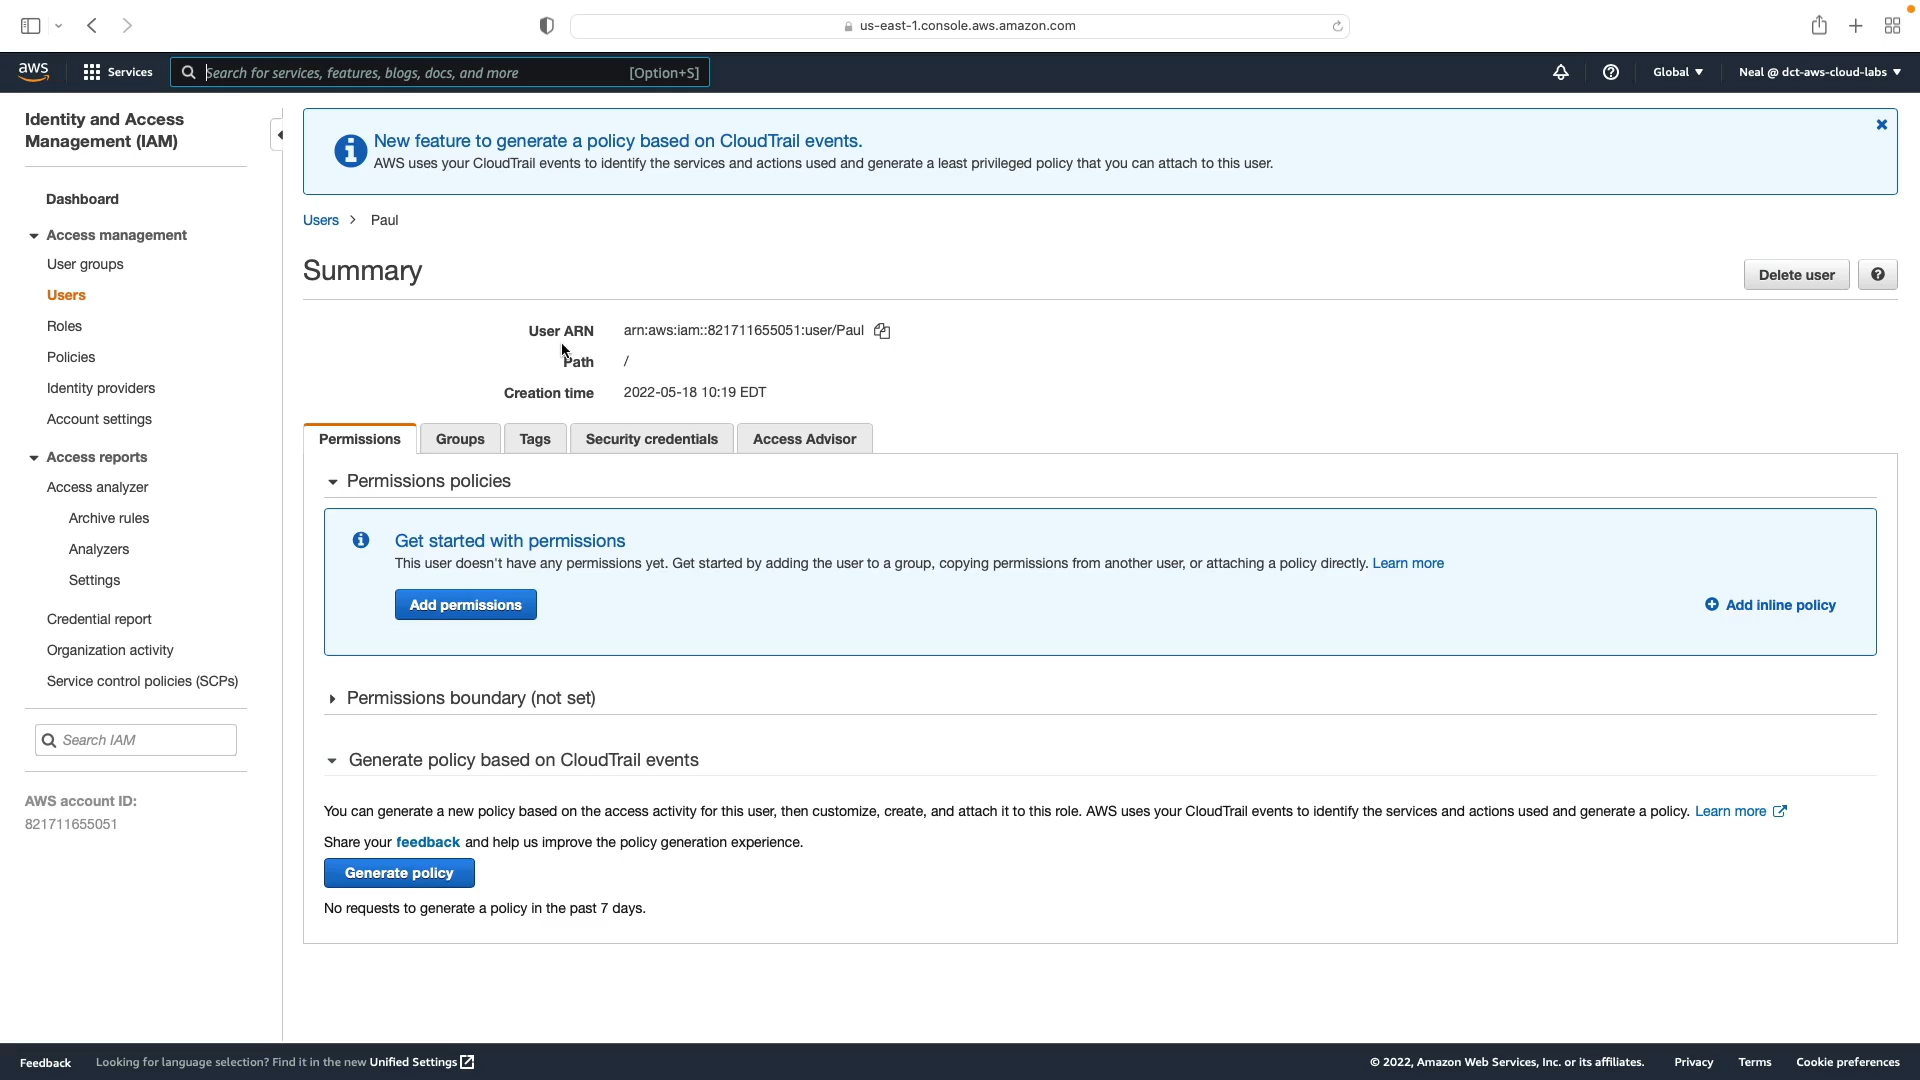 us-east-1.console.aws.amazon.com
aws
Services
Search for services, features, blogs, docs, and more
[Option+S]
Global
Neal @ dct-aws-cloud-labs
Identity and Access
Management (IAM)
Dashboard
Access management
User groups
Users
Roles
Policies
Identity providers
Account settings
Access reports
Access analyzer
Archive rules
Analyzers
Settings
Credential report
Organization activity
Service control policies (SCPs)
Search IAM
AWS account ID:
821711655051
New feature to generate a policy based on CloudTrail events.
AWS uses your CloudTrail events to identify the services and actions used and generate a least privileged policy that you can attach to this user.
Users > Paul
Summary
Delete user
User ARN arn:aws:iam::821711655051:user/Paul
Path /
Creation time 2022-05-18 10:19 EDT
Permissions
Groups
Tags
Security credentials
Access Advisor
Permissions policies
Get started with permissions
This user doesn't have any permissions yet. Get started by adding the user to a group, copying permissions from another user, or attaching a policy directly. Learn more
Add permissions
Add inline policy
Permissions boundary (not set)
Generate policy based on CloudTrail events
You can generate a new policy based on the access activity for this user, then customize, create, and attach it to this role. AWS uses your CloudTrail events to identify the services and actions used and generate a policy. Learn more
Share your feedback and help us improve the policy generation experience.
Generate policy
No requests to generate a policy in the past 7 days.
Feedback
Looking for language selection? Find it in the new Unified Settings
© 2022, Amazon Web Services, Inc. or its affiliates.
Privacy
Terms
Cookie preferences